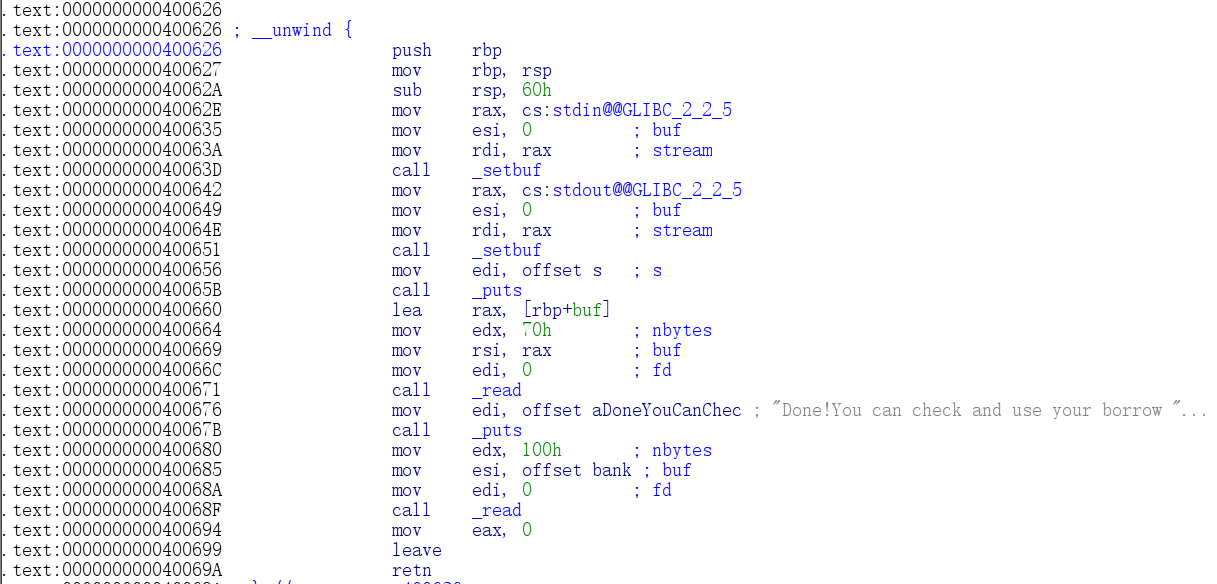 .text:0000000000400626
.text:0000000000400626 ; __unwind {
.text:0000000000400626 push rbp
.text:0000000000400627 mov rbp, rsp
.text:000000000040062A sub rsp, 60h
.text:000000000040062E mov rax, cs:stdin@@GLIBC_2_2_5
.text:0000000000400635 mov esi, 0 ; buf
.text:000000000040063A mov rdi, rax ; stream
.text:000000000040063D call _setbuf
.text:0000000000400642 mov rax, cs:stdout@@GLIBC_2_2_5
.text:0000000000400649 mov esi, 0 ; buf
.text:000000000040064E mov rdi, rax ; stream
.text:0000000000400651 call _setbuf
.text:0000000000400656 mov edi, offset s ; s
.text:000000000040065B call _puts
.text:0000000000400660 lea rax, [rbp+buf]
.text:0000000000400664 mov edx, 70h ; nbytes
.text:0000000000400669 mov rsi, rax ; buf
.text:000000000040066C mov edi, 0 ; fd
.text:0000000000400671 call _read
.text:0000000000400676 mov edi, offset aDoneYouCanChec ; "Done!You can check and use your borrow "...
.text:000000000040067B call _puts
.text:0000000000400680 mov edx, 100h ; nbytes
.text:0000000000400685 mov esi, offset bank ; buf
.text:000000000040068A mov edi, 0 ; fd
.text:000000000040068F call _read
.text:0000000000400694 mov eax, 0
.text:0000000000400699 leave
.text:000000000040069A retn